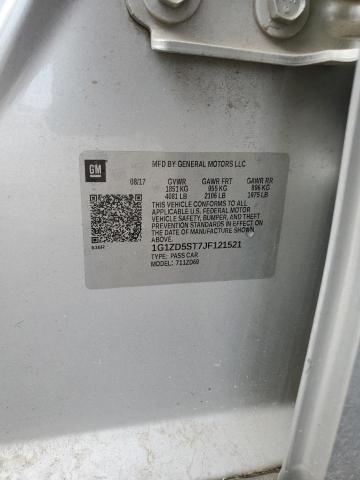 GM
MFD BY GENERAL MOTORS LLC
08/17 GVWR GAWR FRT GAWR RR
1851 KG 955 KG 896 KG
4081 LB 2106 LB 1975 LB
THIS VEHICLE CONFORMS TO ALL
APPLICABLE U.S. FEDERAL MOTOR
VEHICLE SAFETY, BUMPER, AND THEFT
PREVENTION STANDARDS IN EFFECT ON
THE DATE OF MANUFACTURE SHOWN ABOVE.
1G1ZD5ST7JF121521
TYPE: PASS CAR
MODEL: 711ZD69